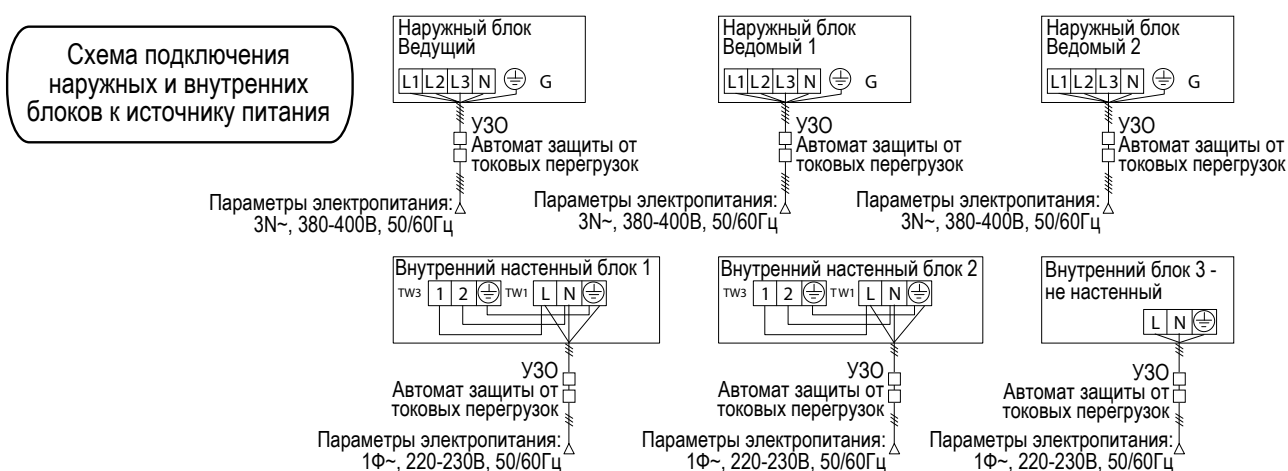 Схема подключения
наружных и внутренних
блоков к источнику питания
Наружный блок
Ведущий
L1 L2 L3 N G
УЗО
Автомат защиты от
токовых перегрузок
Параметры электропитания:
3N~, 380-400В, 50/60Гц
Наружный блок
Ведомый 1
L1 L2 L3 N G
УЗО
Автомат защиты от
токовых перегрузок
Параметры электропитания:
3N~, 380-400В, 50/60Гц
Наружный блок
Ведомый 2
L1 L2 L3 N G
УЗО
Автомат защиты от
токовых перегрузок
Параметры электропитания:
3N~, 380-400В, 50/60Гц
Внутренний настенный блок 1
TW3 1 2 TW1 L N
УЗО
Автомат защиты от
токовых перегрузок
Параметры электропитания:
1Ф~, 220-230В, 50/60Гц
Внутренний настенный блок 2
TW3 1 2 TW1 L N
УЗО
Автомат защиты от
токовых перегрузок
Параметры электропитания:
1Ф~, 220-230В, 50/60Гц
Внутренний блок 3 -
не настенный
L N
УЗО
Автомат защиты от
токовых перегрузок
Параметры электропитания:
1Ф~, 220-230В, 50/60Гц